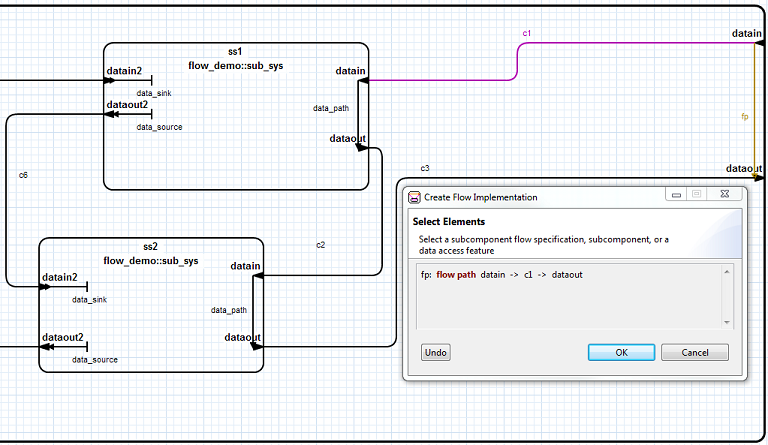 c1
datain
ss1
flow_demo::sub_sys
datain2
datain
data_sink
dataout2
data_path
data_source
dataout
fp
c6
c3
dataout
Create Flow Implementation
Select Elements
Select a subcomponent flow specification, subcomponent, or a
data access feature
fp: flow path datain -> c1 -> dataout
Undo
OK
Cancel
ss2
flow_demo::sub_sys
c2
datain
datain2
data_sink
data_path
dataout2
dataout
data_source